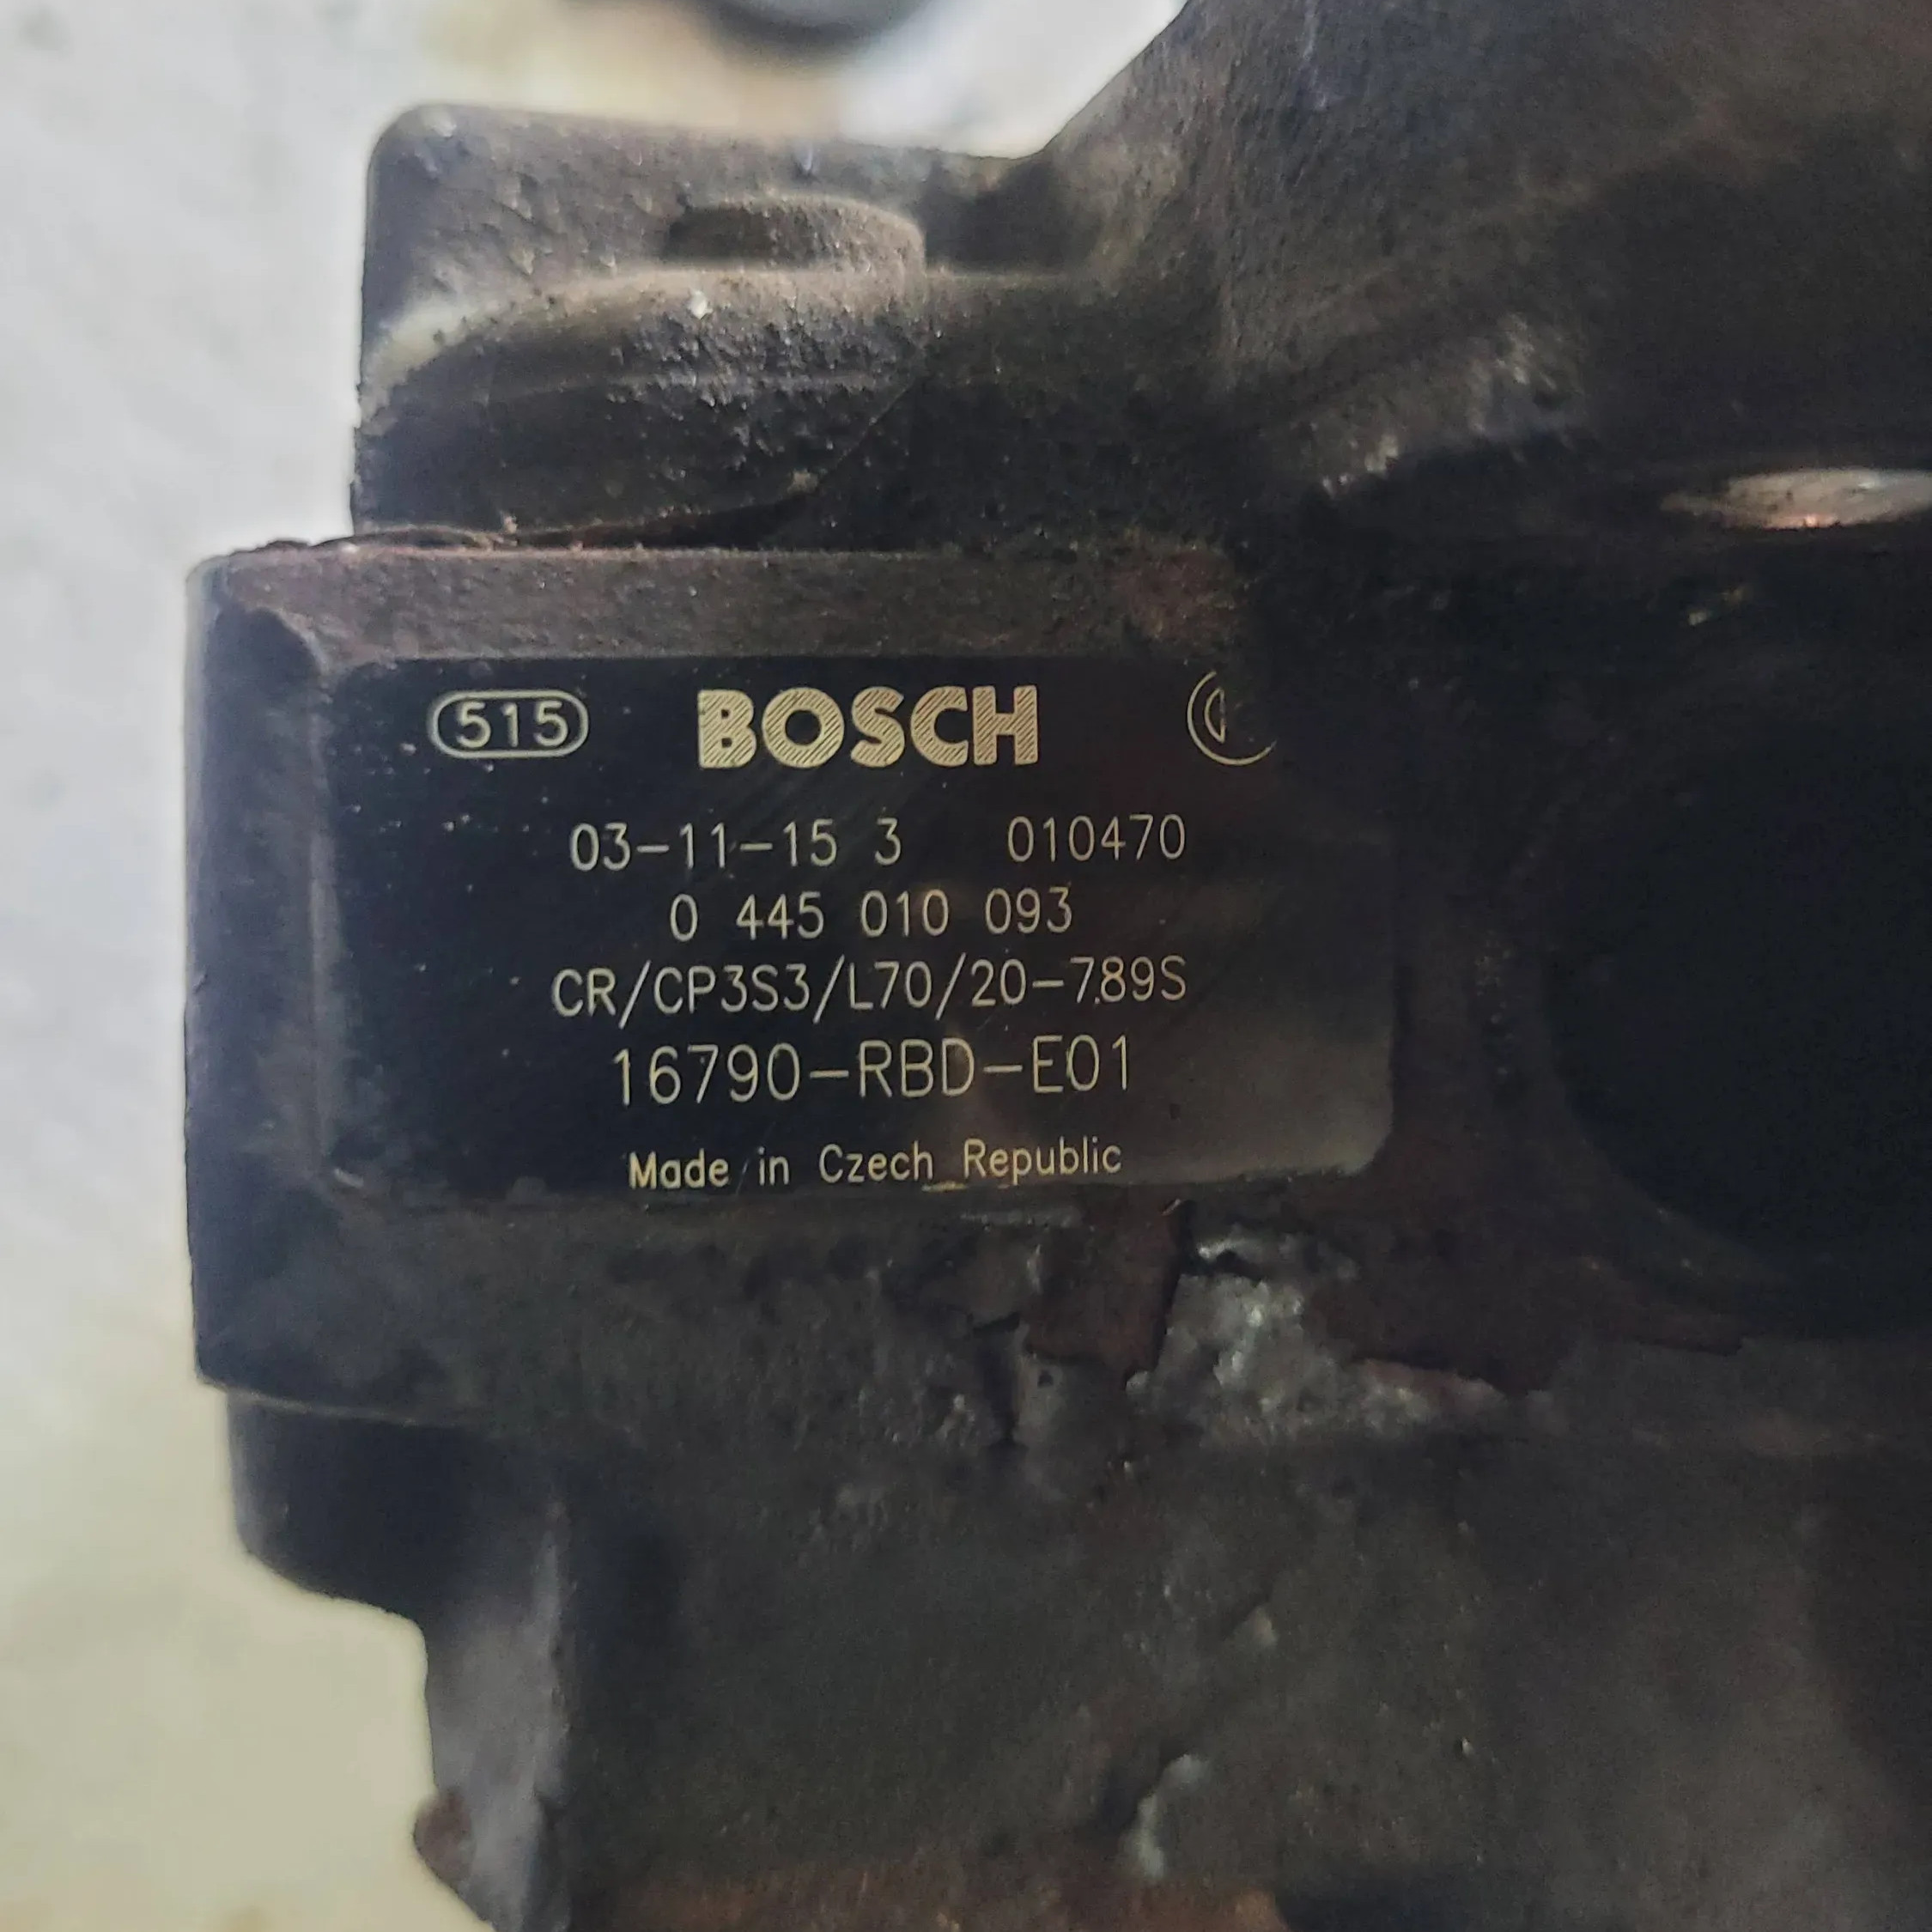 515 BOSCH
03-11-15 3 010470
0 445 010 093
CR/CP3S3/L70/20-789S
16790-RBD-E01
Made in Czech Republic